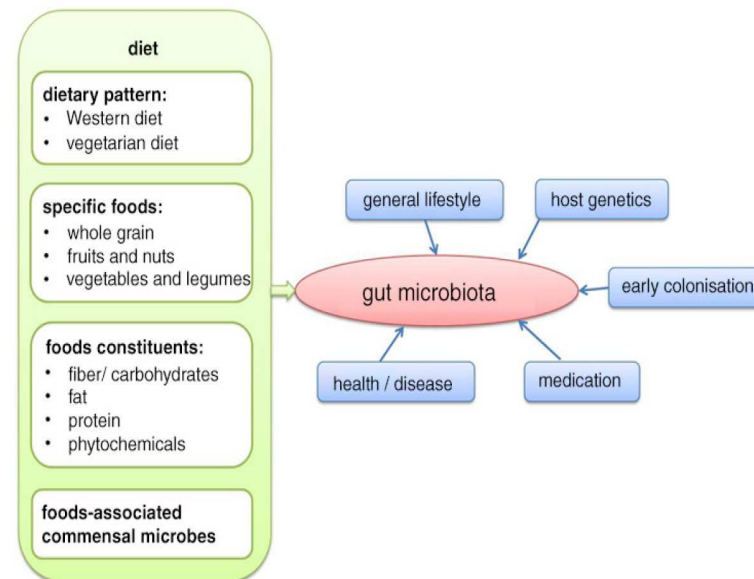 diet
dietary pattern:
• Western diet
• vegetarian diet
specific foods:
• whole grain
• fruits and nuts
• vegetables and legumes
foods constituents:
• fiber/ carbohydrates
• fat
• protein
• phytochemicals
foods-associated
commensal microbes
general lifestyle
host genetics
gut microbiota
early colonisation
health / disease
medication